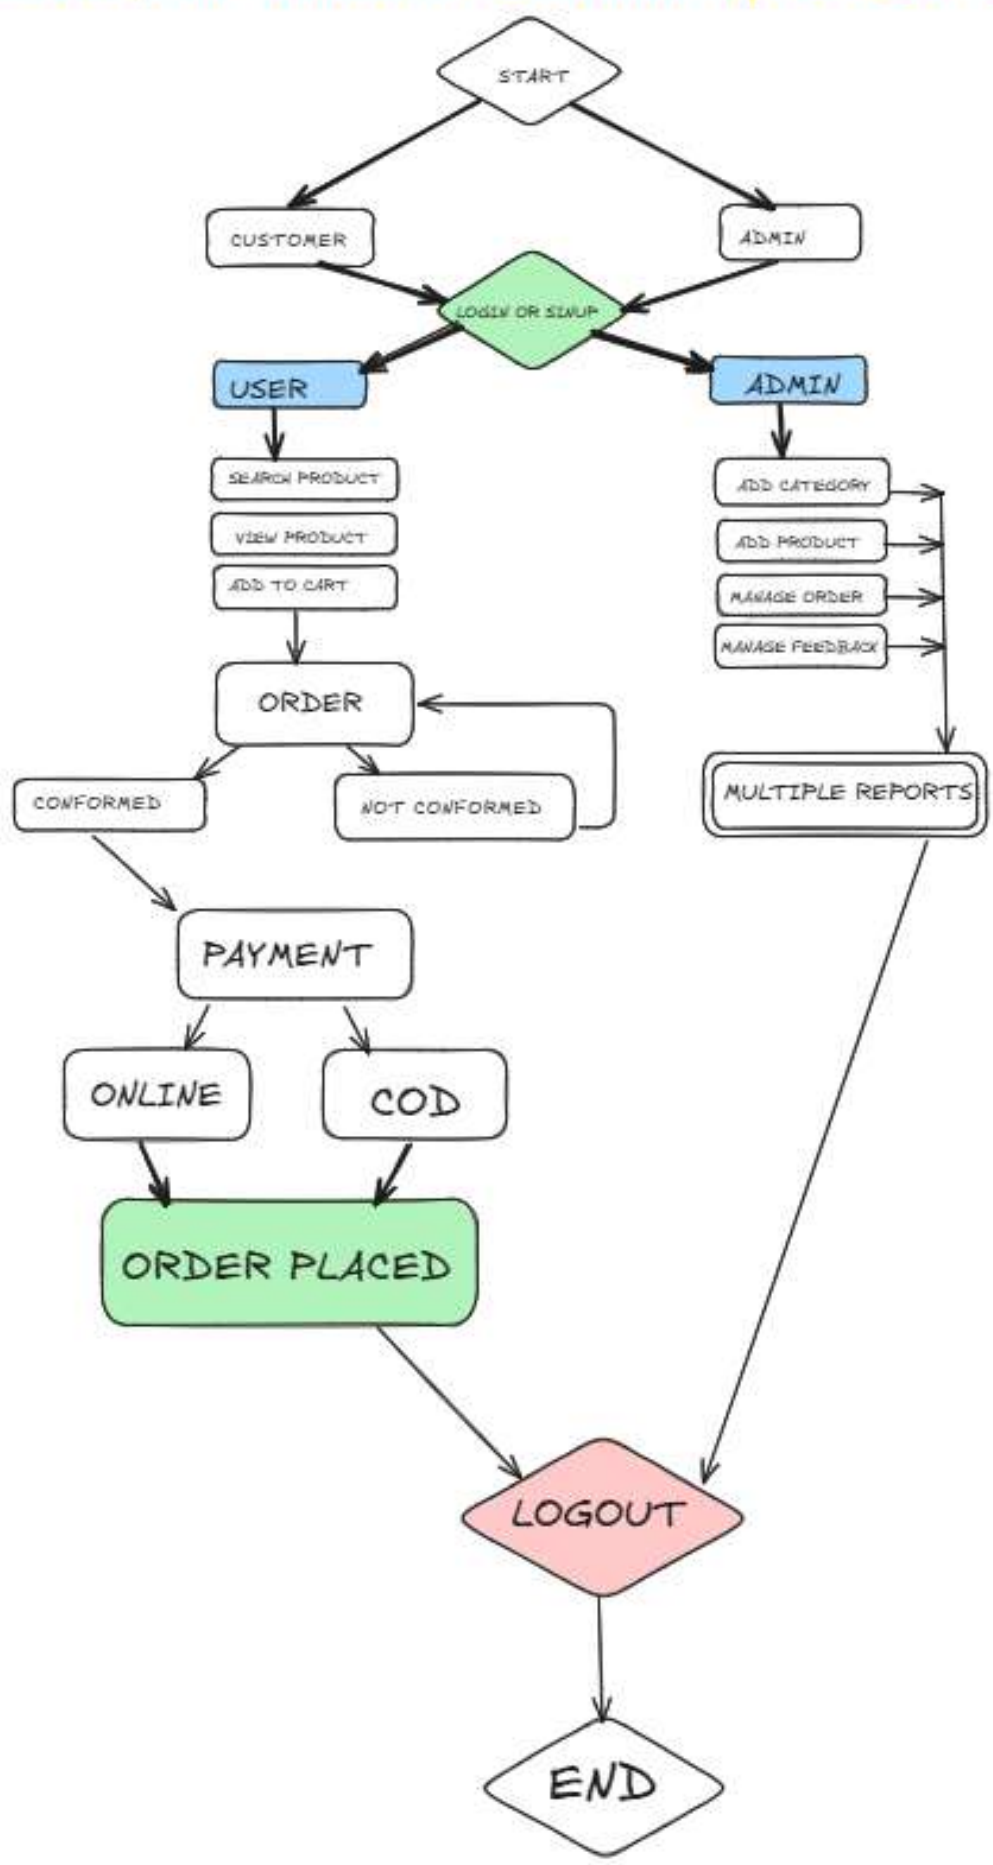 START
CUSTOMER
ADMIN
LOGIN OR SINUP
USER
ADMIN
SEARCH PRODUCT
VIEW PRODUCT
ADD TO CART
ADD CATEGORY
ADD PRODUCT
MANAGE ORDER
MANAGE FEEDBACK
ORDER
CONFORMED
NOT CONFORMED
MULTIPLE REPORTS
PAYMENT
ONLINE
COD
ORDER PLACED
LOGOUT
END